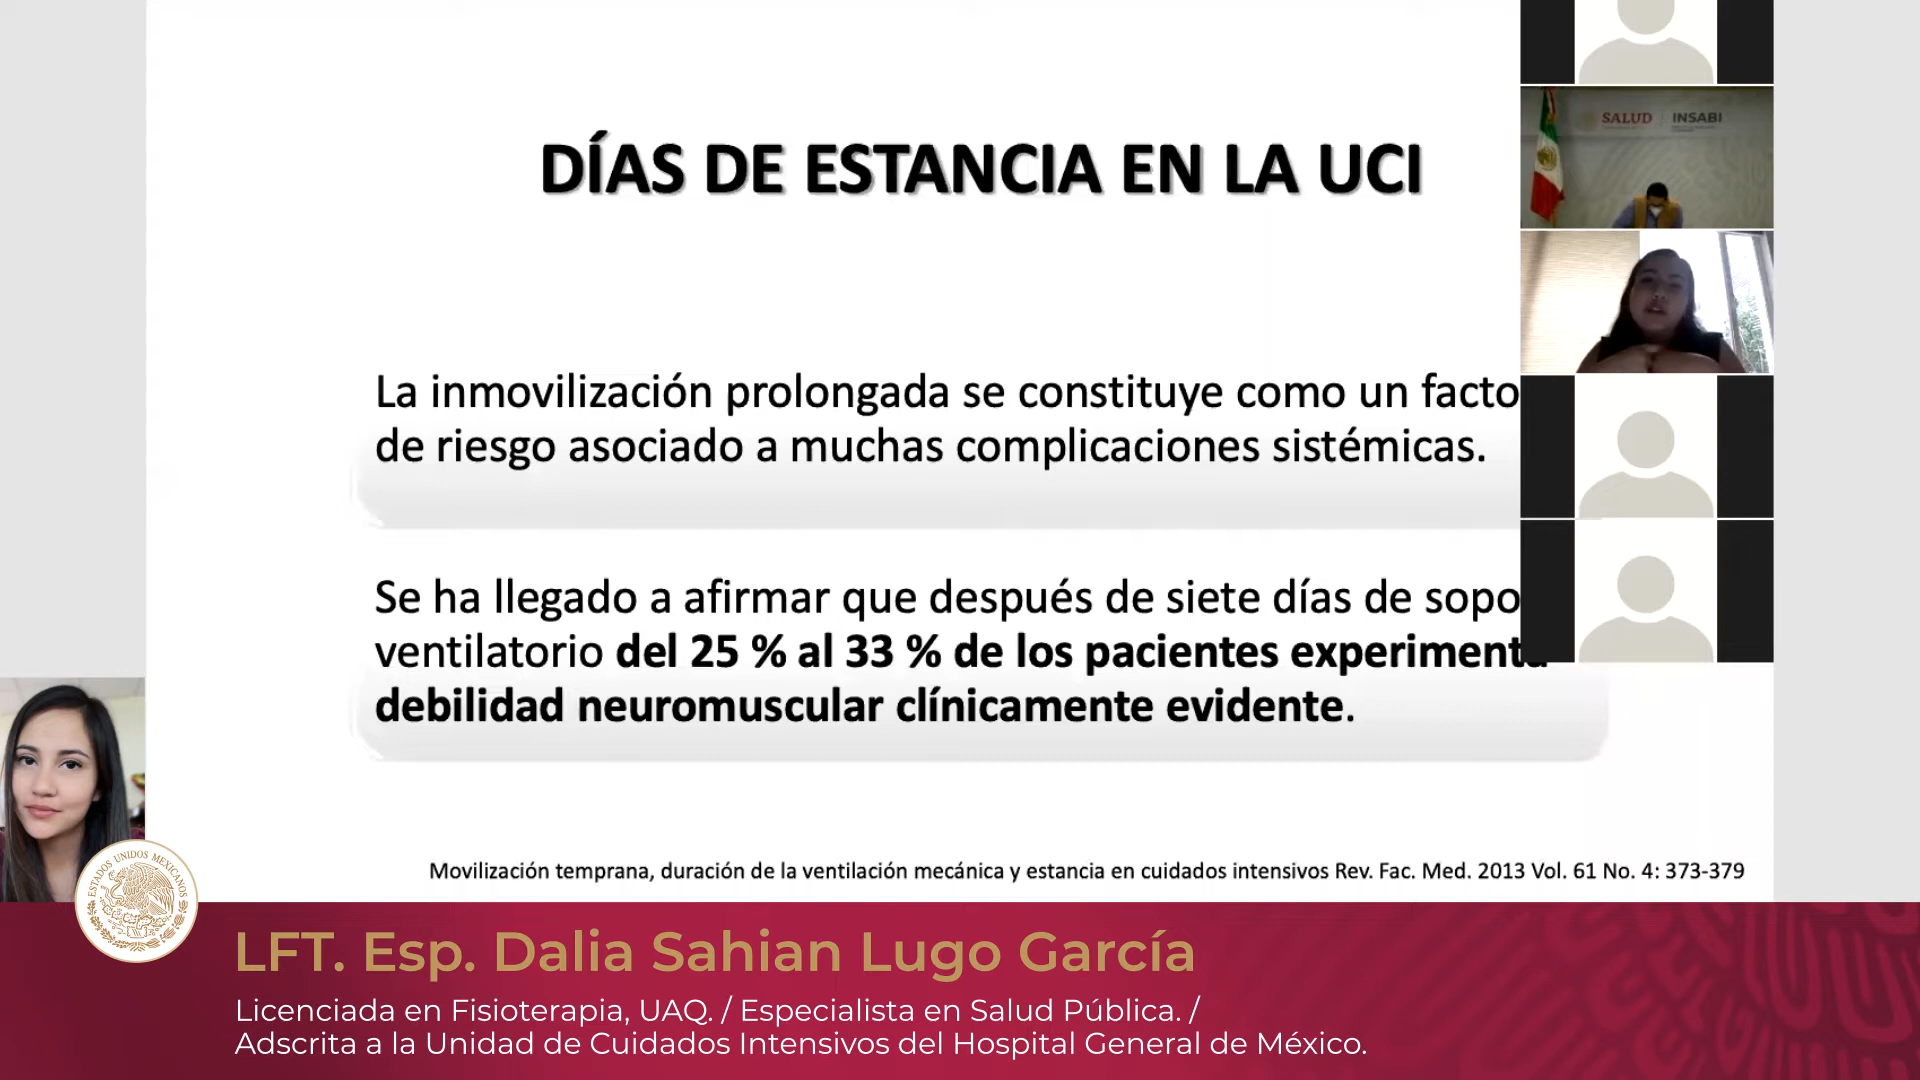 DÍAS DE ESTANCIA EN LA UCI
SALUD INSABI
La inmovilización prolongada se constituye como un facto
de riesgo asociado a muchas complicaciones sistémicas.
Se ha llegado a afirmar que después de siete días de sopo
ventilatorio del 25 % al 33 % de los pacientes experimenta
debilidad neuromuscular clínicamente evidente.
Movilización temprana, duración de la ventilación mecánica y estancia en cuidados intensivos Rev. Fac. Med. 2013 Vol. 61 No. 4: 373-379
ESTADOS UNIDOS MEXICANOS
LFT. Esp. Dalia Sahian Lugo García
Licenciada en Fisioterapia, UAQ. / Especialista en Salud Pública. /
Adscrita a la Unidad de Cuidados Intensivos del Hospital General de México.